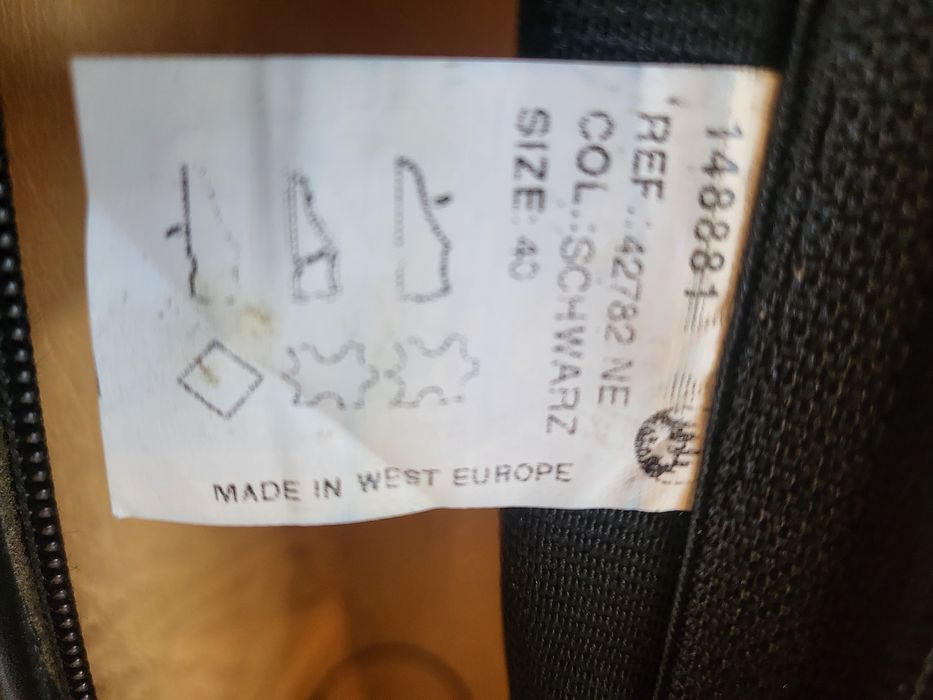 148881
REF...:42782 NE
COL...:SCHWARZ
SIZE: 40
MADE IN WEST EUROPE